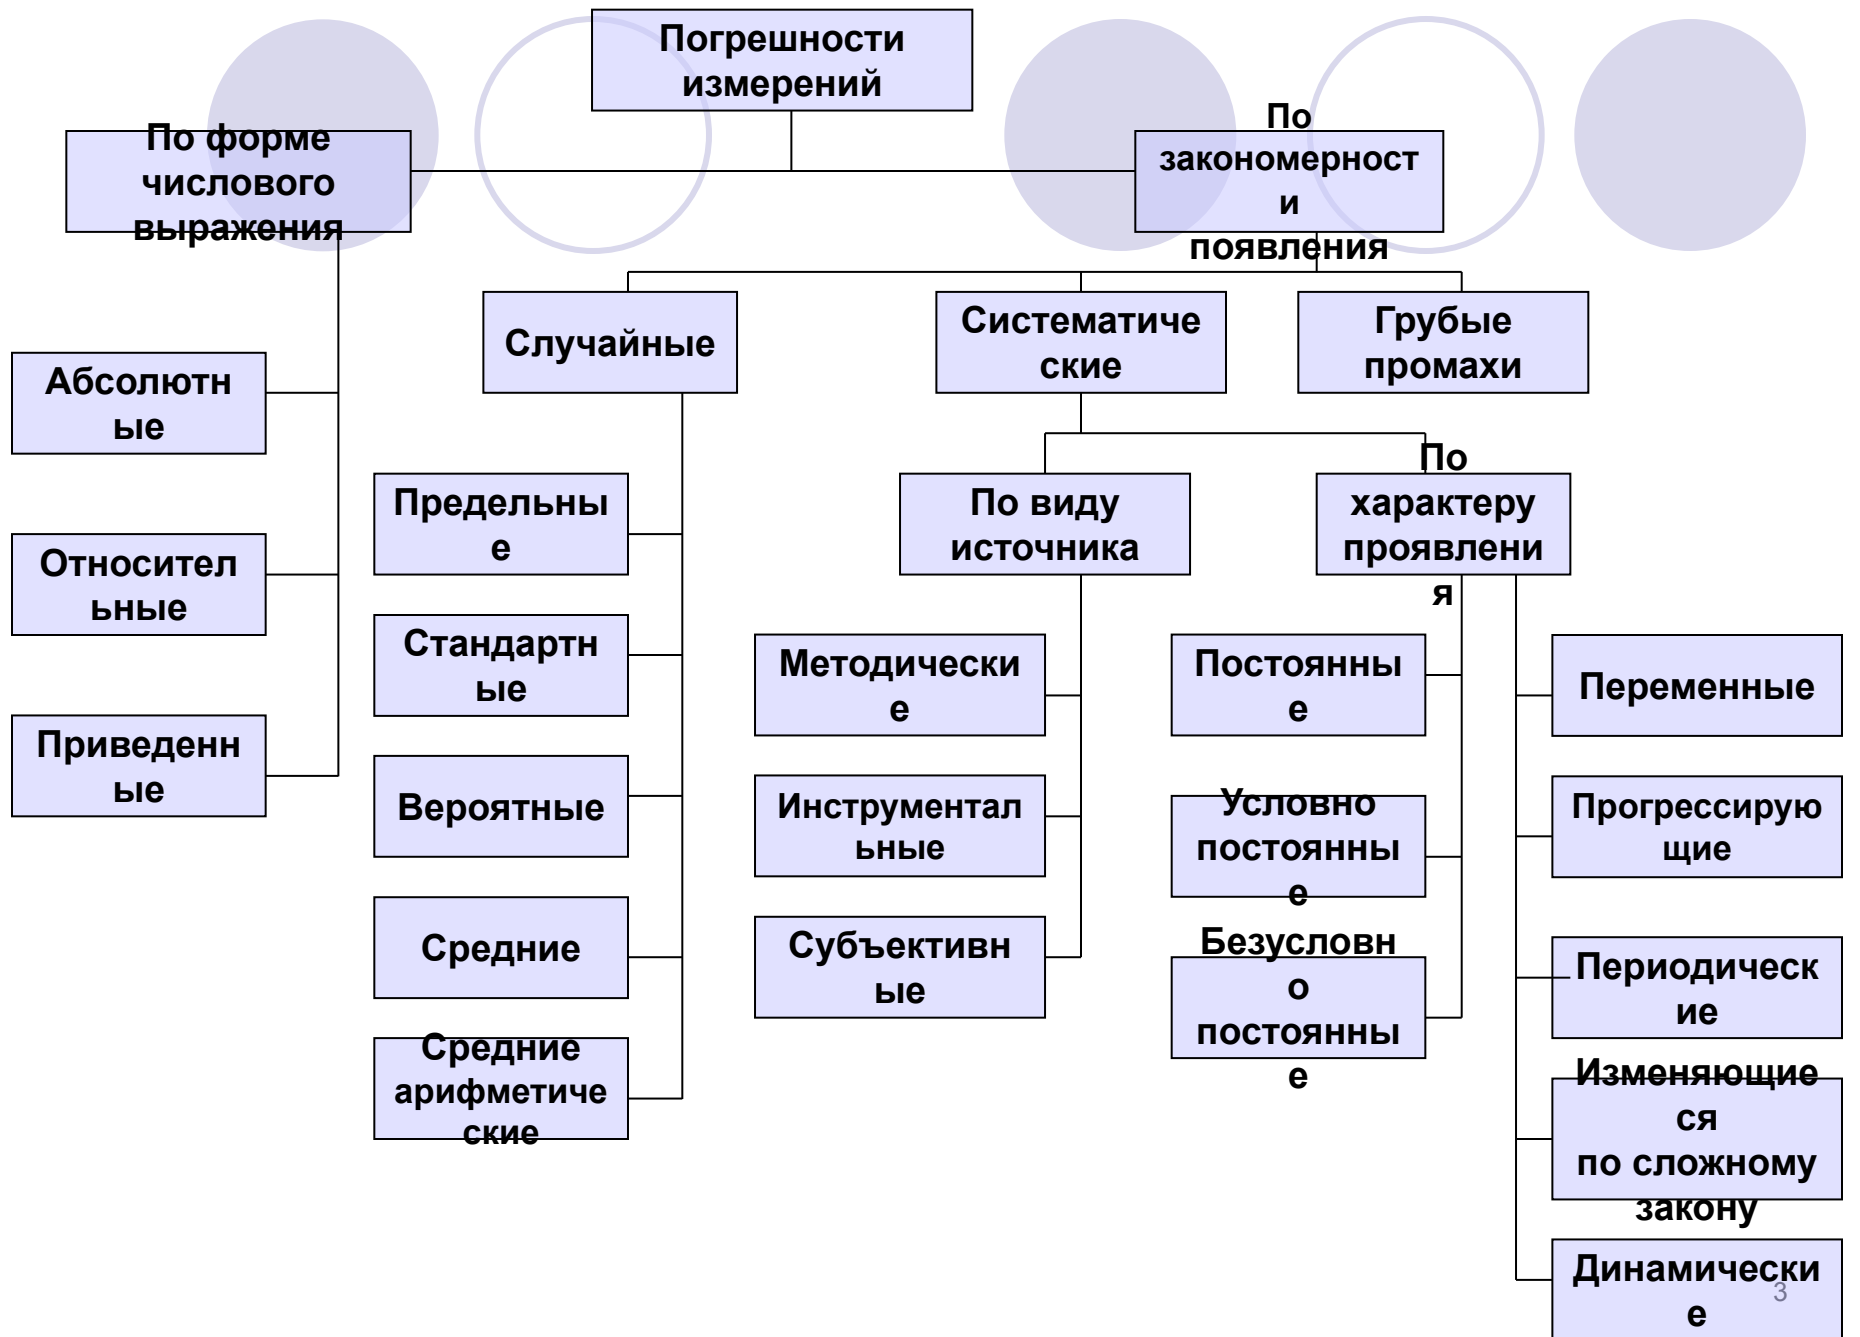 Погрешности
измерений
По форме
числового
выражения
По
закономерност
и
появления
Случайные
Систематиче
ские
Грубые
промахи
Абсолютн
ые
Относител
ьные
Приведенн
ые
Предельны
е
Стандартн
ые
Вероятные
Средние
Средние
арифметиче
ские
По виду
источника
По
характеру
проявлени
я
Методически
е
Инструментал
ьные
Субъективн
ые
Постоянны
е
Условно
постоянны
е
Безусловн
о
постоянны
е
Переменные
Прогрессирую
щие
Периодическ
ие
Изменяющие
ся
по сложному
закону
Динамически
е
3